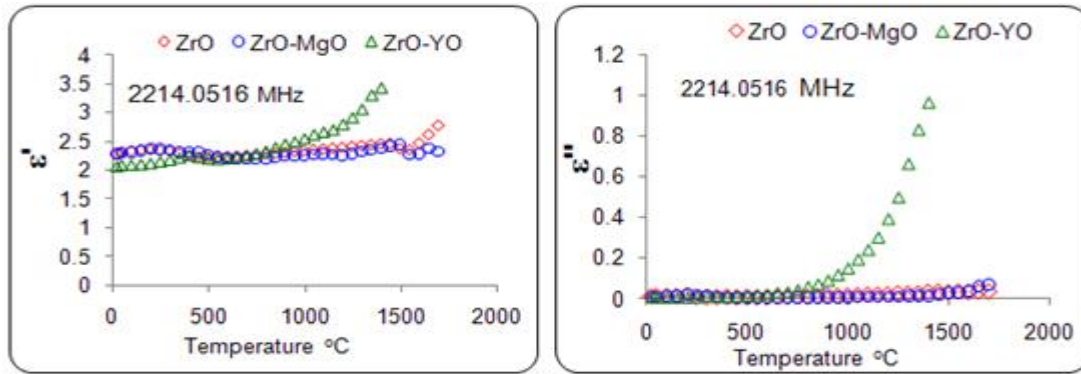 ZrO ZrO-MgO ZrO-YO
4
3.5
3
2.5
2
1.5
1
0.5
0
2214.0516 MHz
ε'
0 500 1000 1500 2000
Temperature °C
ZrO ZrO-MgO ZrO-YO
1.2
1
0.8
0.6
0.4
0.2
0
2214.0516 MHz
ε"
0 500 1000 1500 2000
Temperature °C